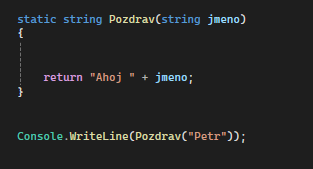 static string Pozdrav(string jmeno)
{
return "Ahoj " + jmeno;
}
Console.WriteLine(Pozdrav("Petr"));